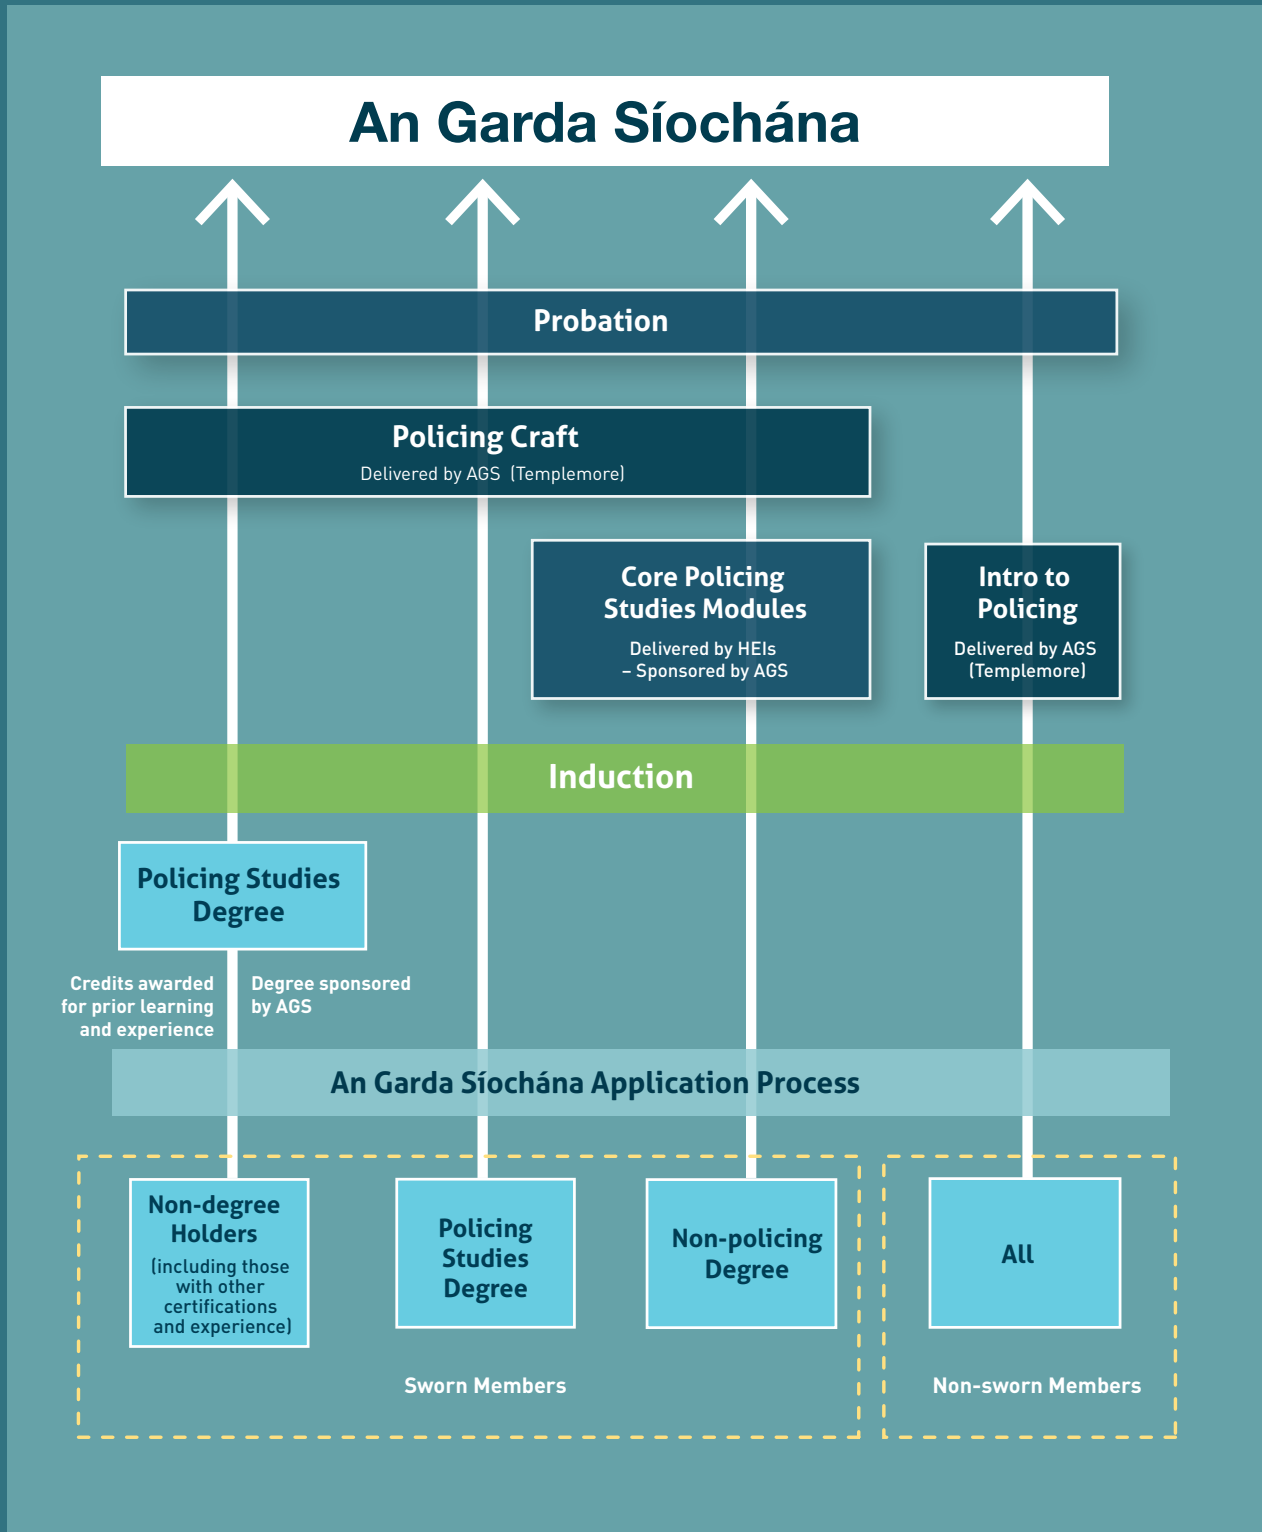 An Garda Síochána
Probation
Policing Craft
Delivered by AGS (Templemore)
Core Policing
Studies Modules
Delivered by HEIs
– Sponsored by AGS
Intro to
Policing
Delivered by AGS
(Templemore)
Induction
Policing Studies
Degree
Credits awarded
for prior learning
and experience
Degree sponsored
by AGS
An Garda Síochána Application Process
Non-degree
Holders
(including those
with other
certifications
and experience)
Policing
Studies
Degree
Non-policing
Degree
All
Sworn Members
Non-sworn Members